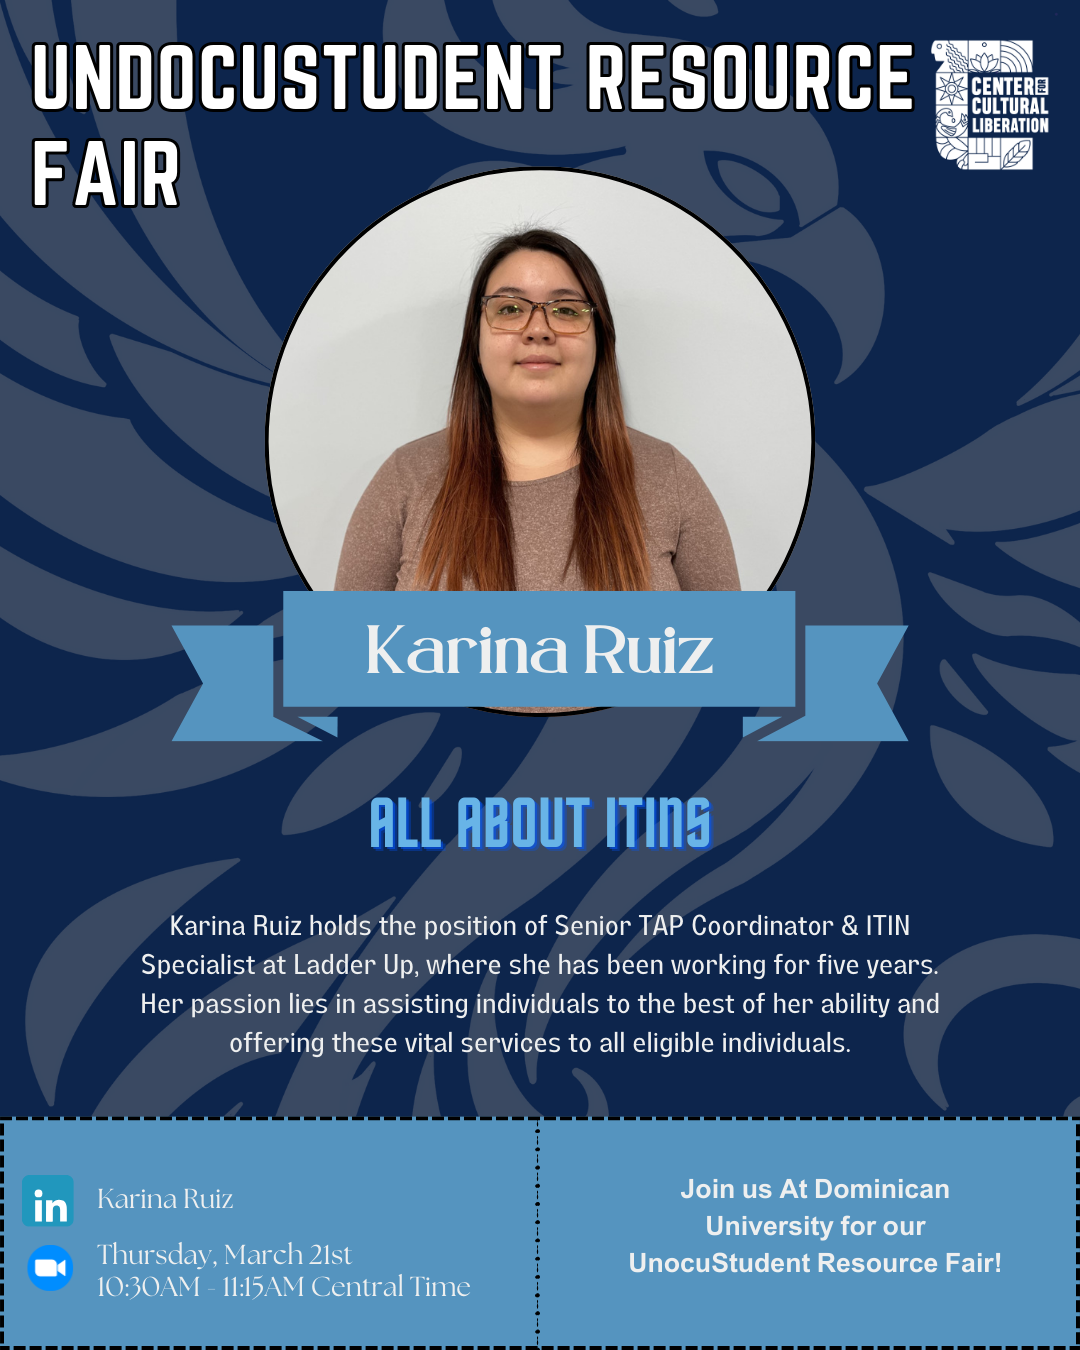 UNDOCUSTUDENT RESOURCE
FAIR
CENTER FOR
CULTURAL
LIBERATION
Karina Ruiz
ALL ABOUT ITINS
Karina Ruiz holds the position of Senior TAP Coordinator & ITIN
Specialist at Ladder Up, where she has been working for five years.
Her passion lies in assisting individuals to the best of her ability and
offering these vital services to all eligible individuals.
in
Karina Ruiz
Thursday, March 21st
10:30AM - 11:15AM Central Time
Join us At Dominican
University for our
UnocuStudent Resource Fair!